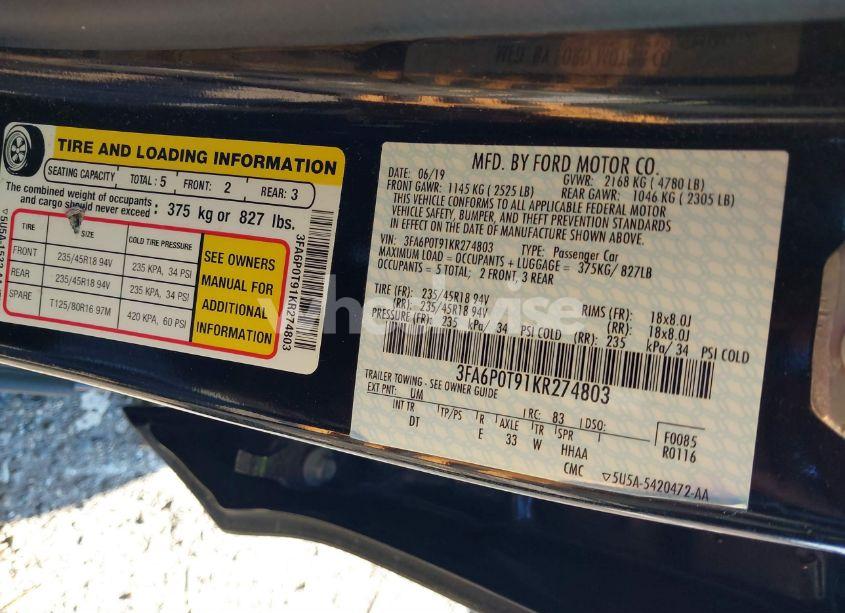 MFD. BY FORD MOTOR CO.
TIRE AND LOADING INFORMATION
SEATING CAPACITY TOTAL : 5 FRONT: 2 REAR: 3
The combined weight of occupants
and cargo should never exceed : 375 kg or 827 lbs.
TIRE SIZE COLD TIRE PRESSURE
FRONT 235/45R18 94V 235 KPA, 34 PSI
REAR 235/45R18 94V 235 KPA, 34 PSI
SPARE T125/80R16 97M 420 KPA, 60 PSI
SEE OWNERS
MANUAL FOR
ADDITIONAL
INFORMATION
3FA6P0T91KR274803
MFD. BY FORD MOTOR CO.
DATE: 06/19 GVWR: 2168 KG ( 4780 LB)
FRONT GAWR: 1145 KG ( 2525 LB) REAR GAWR: 1046 KG ( 2305 LB)
THIS VEHICLE CONFORMS TO ALL APPLICABLE FEDERAL MOTOR
VEHICLE SAFETY, BUMPER, AND THEFT PREVENTION STANDARDS
IN EFFECT ON THE DATE OF MANUFACTURE SHOWN ABOVE.
VIN: 3FA6P0T91KR274803 TYPE: Passenger Car
MAXIMUM LOAD = OCCUPANTS + LUGGAGE = 375KG/ 827LB
OCCUPANTS = 5 TOTAL; 2 FRONT, 3 REAR
TIRE (FR): 235/45R18 94V RIMS (FR): 18x8.0J
(RR): 235/45R18 94V (RR): 18x8.0J
PRESSURE (FR): 235 kPa/ 34 PSI COLD (RR): 235 kPa/ 34 PSI COLD
3FA6P0T91KR274803
TRAILER TOWING - SEE OWNER GUIDE
EXT PNT: UM RC: 83 DSO:
INT TR TP/PS R AXLE TR SPR
DT E 33 W HHAA
CMC
F0085
R0116
▽5U5A-5420472-AA
wheelwise